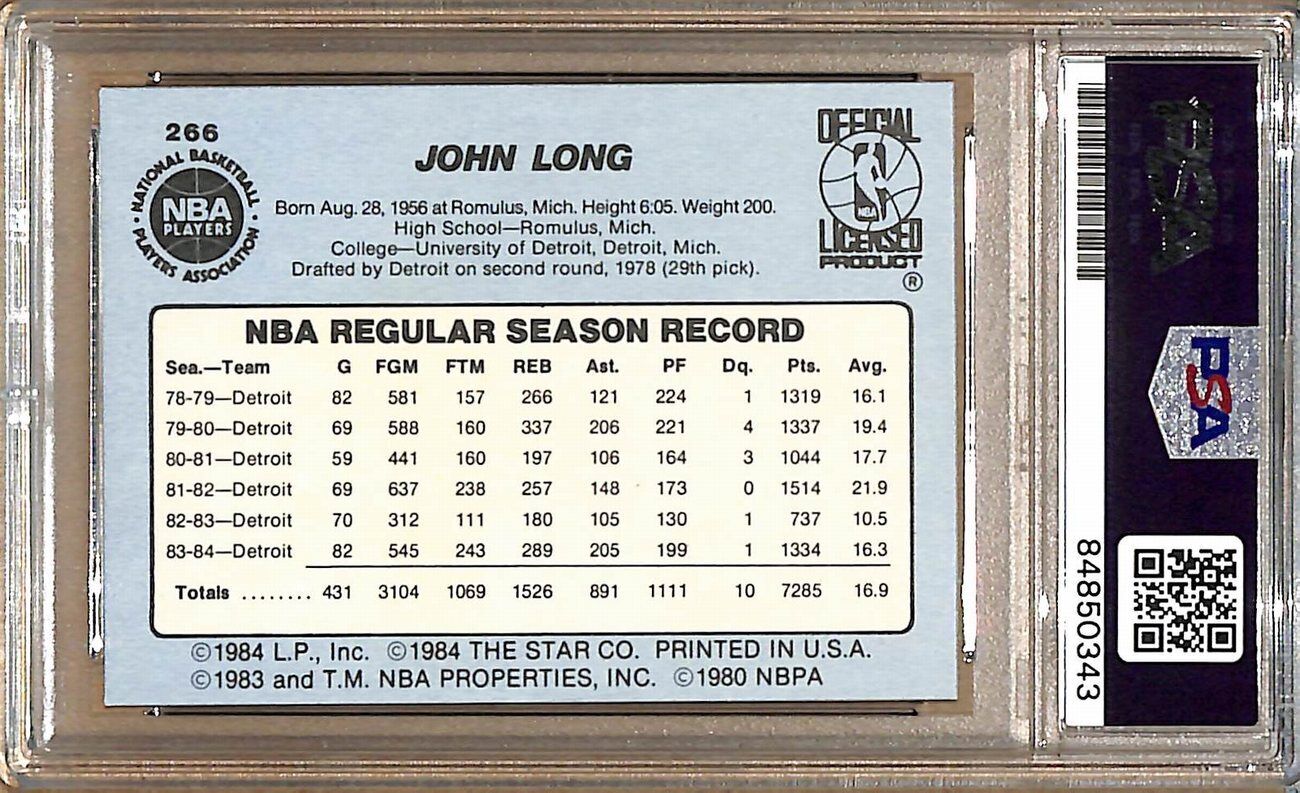 266
NATIONAL BASKETBALL
NBA
PLAYERS
PLAYERS ASSOCIATION
JOHN LONG
Born Aug. 28, 1956 at Romulus, Mich. Height 6:05. Weight 200.
High School—Romulus, Mich.
College—University of Detroit, Detroit, Mich.
Drafted by Detroit on second round, 1978 (29th pick).
OFFICIAL
NBA
LICENSED
PRODUCT
®
NBA REGULAR SEASON RECORD
Sea.—Team G FGM FTM REB Ast. PF Dq. Pts. Avg.
78-79—Detroit 82 581 157 266 121 224 1 1319 16.1
79-80—Detroit 69 588 160 337 206 221 4 1337 19.4
80-81—Detroit 59 441 160 197 106 164 3 1044 17.7
81-82—Detroit 69 637 238 257 148 173 0 1514 21.9
82-83—Detroit 70 312 111 180 105 130 1 737 10.5
83-84—Detroit 82 545 243 289 205 199 1 1334 16.3
Totals ........ 431 3104 1069 1526 891 1111 10 7285 16.9
©1984 L.P., Inc. ©1984 THE STAR CO. PRINTED IN U.S.A.
©1983 and T.M. NBA PROPERTIES, INC. ©1980 NBPA
PSA
PSA
84850343